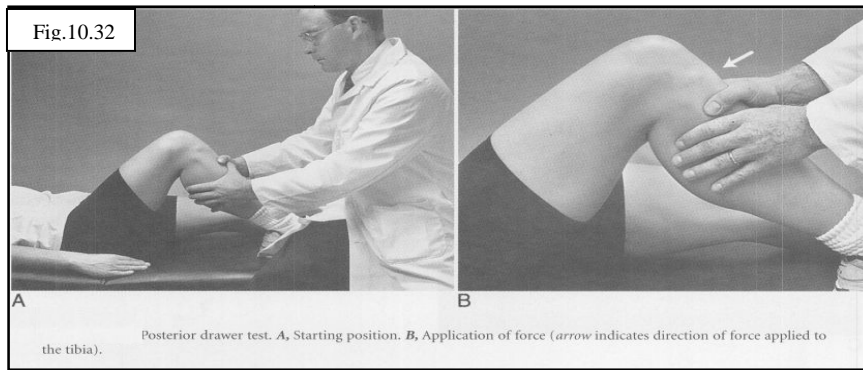 Fig.10.32
A
B
Posterior drawer test. A, Starting position. B, Application of force (arrow indicates direction of force applied to
the tibia).